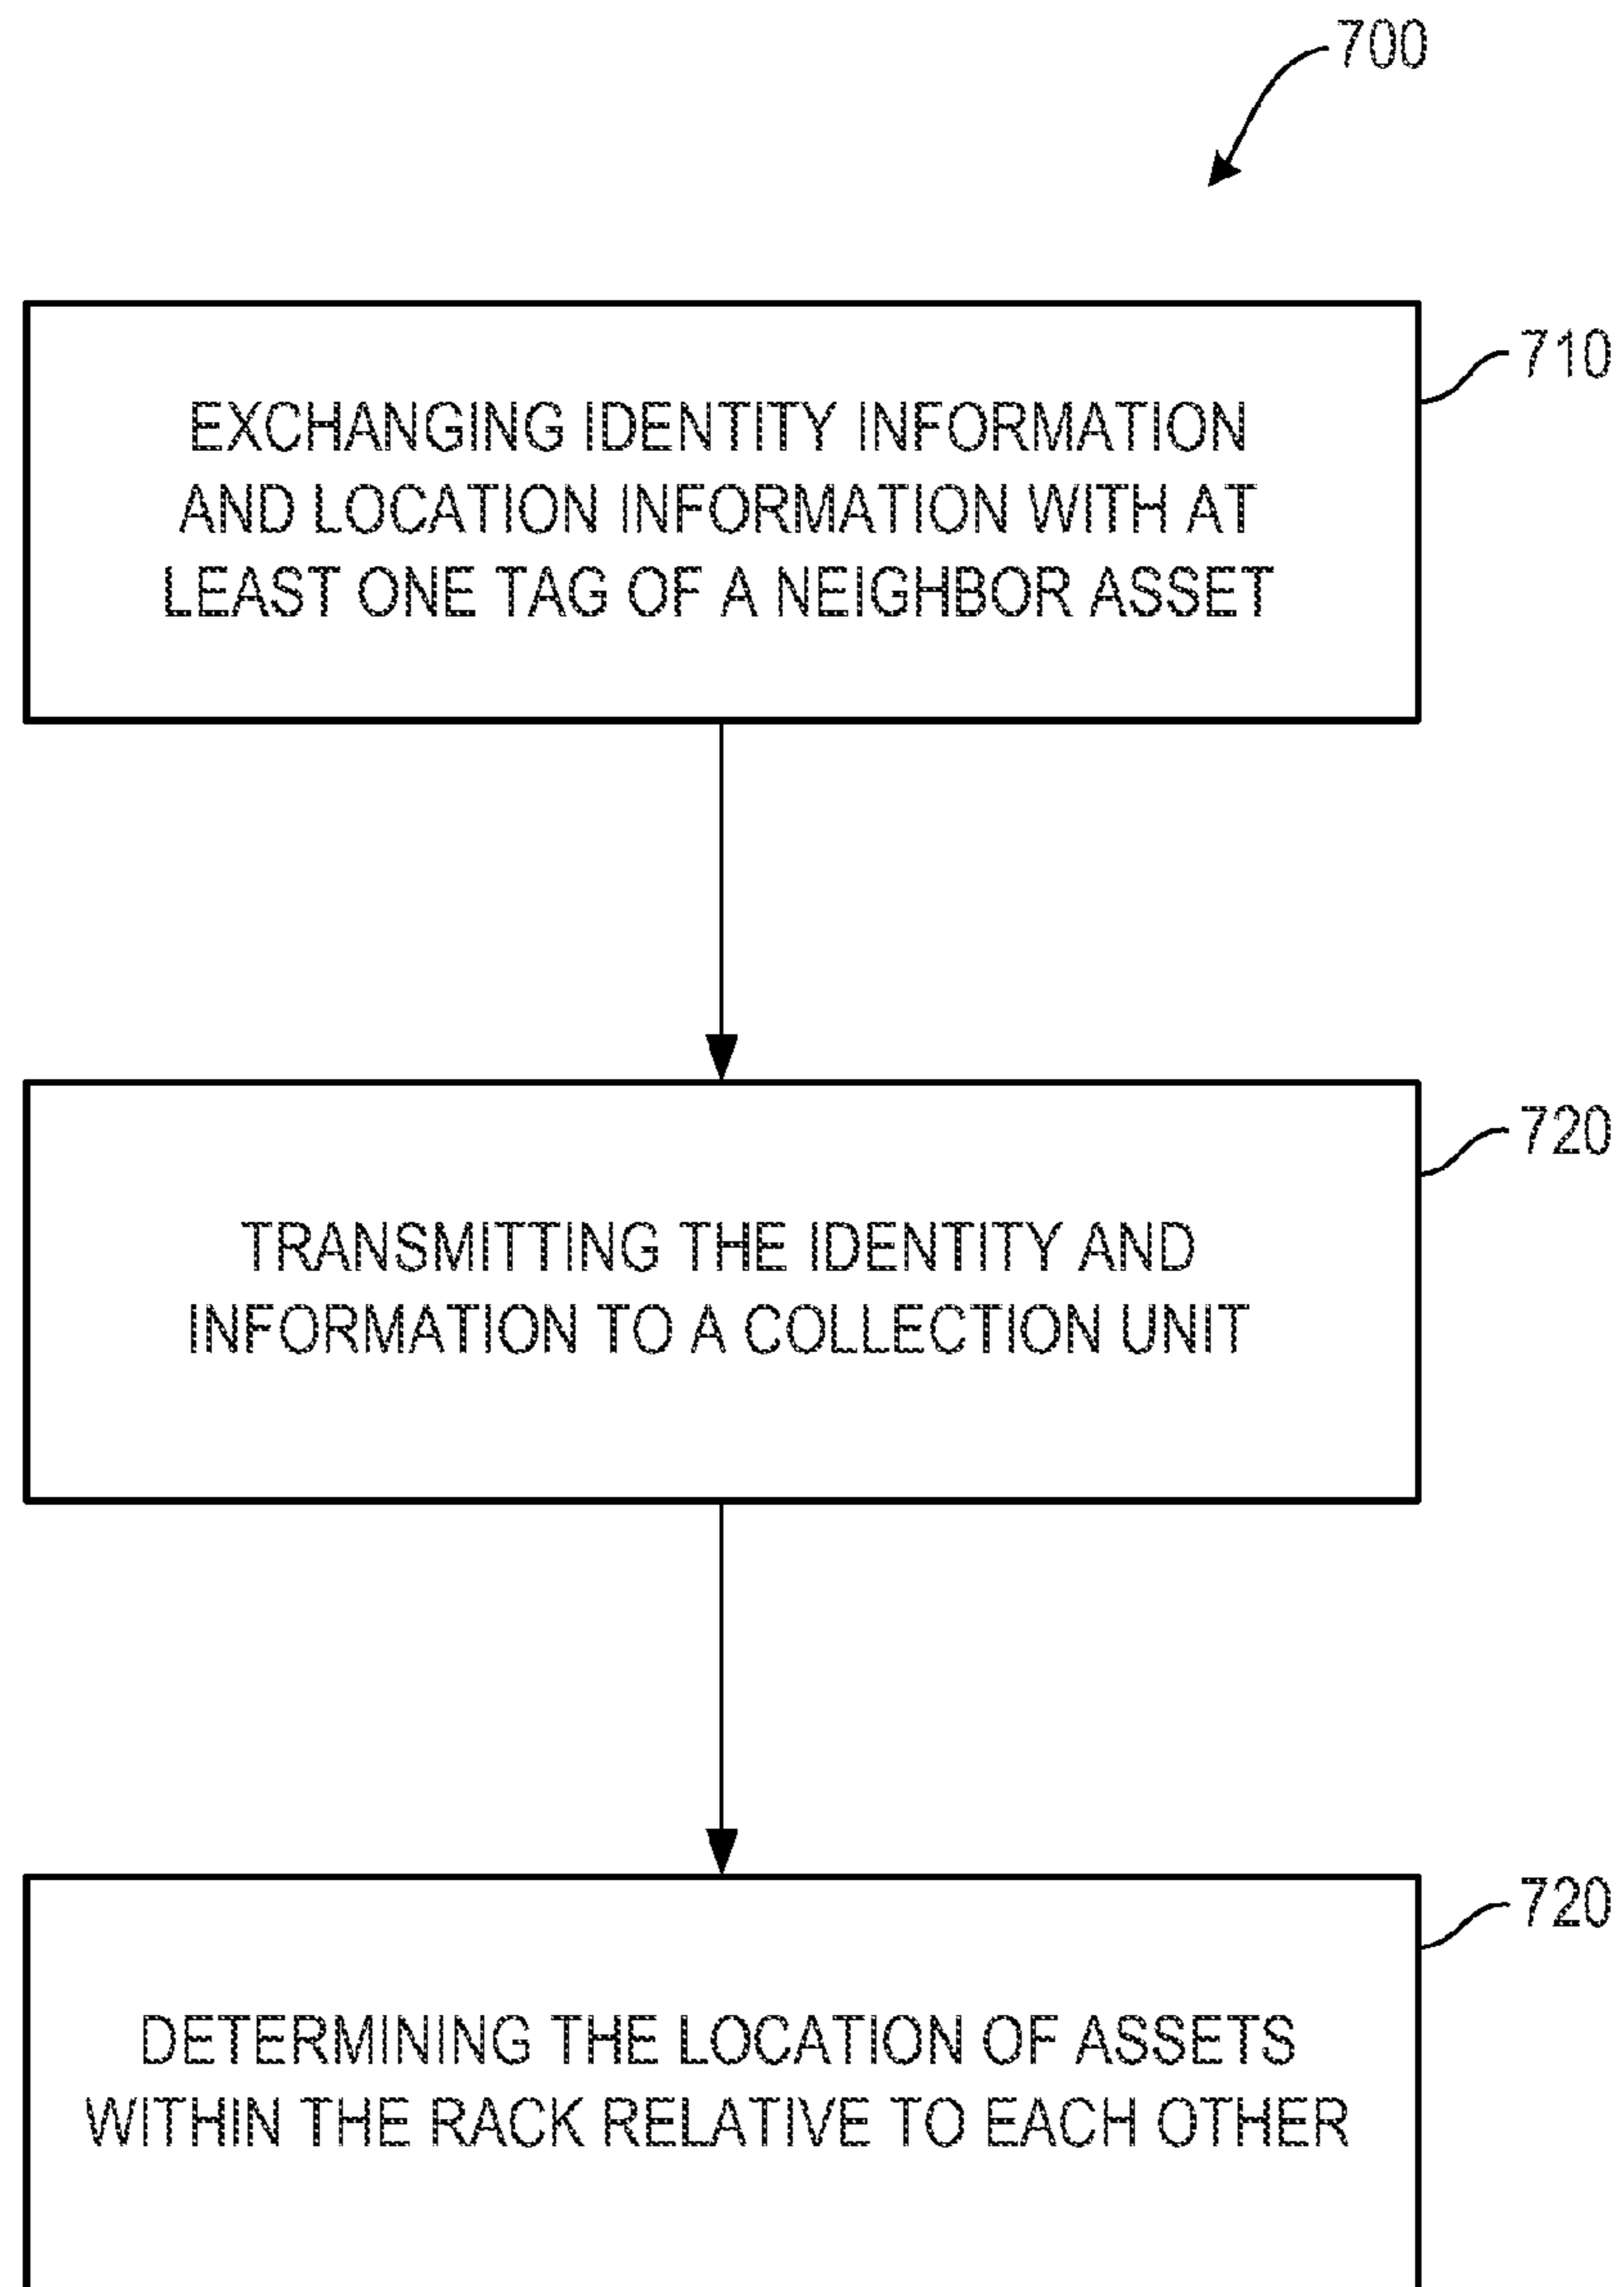 700
710
EXCHANGING IDENTITY INFORMATION
AND LOCATION INFORMATION WITH AT
LEAST ONE TAG OF A NEIGHBOR ASSET
720
TRANSMITTING THE IDENTITY AND
INFORMATION TO A COLLECTION UNIT
720
DETERMINING THE LOCATION OF ASSETS
WITHIN THE RACK RELATIVE TO EACH OTHER